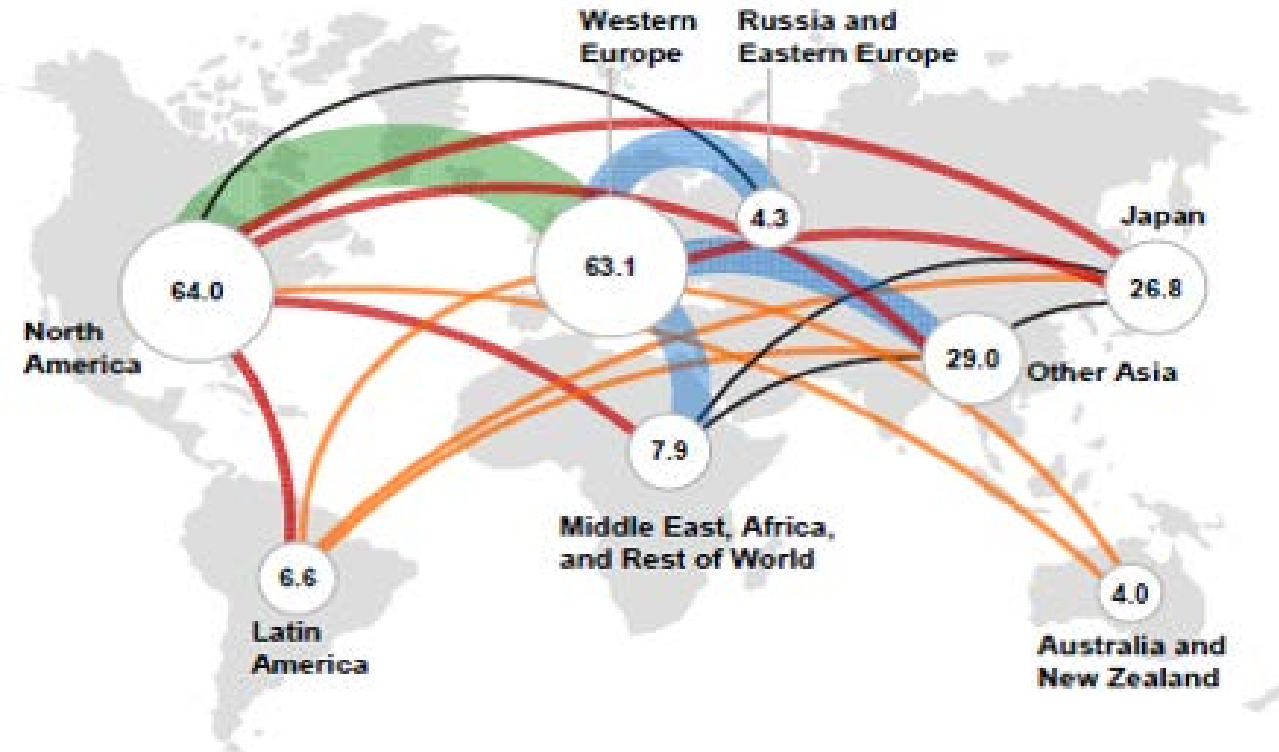 Western
Europe
Russia and
Eastern Europe
4.3
Japan
63.1
64.0
26.8
North
America
29.0
Other Asia
7.9
Middle East, Africa,
and Rest of World
6.6
4.0
Latin
America
Australia and
New Zealand